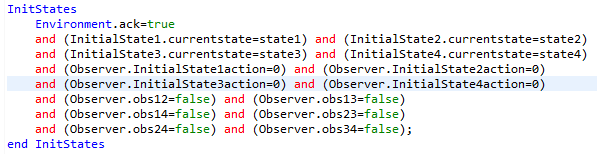 InitStates
Environment.ack=true
and (InitialState1.currentstate=state1) and (InitialState2.currentstate=state2)
and (InitialState3.currentstate=state3) and (InitialState4.currentstate=state4)
and (Observer.InitialState1action=0) and (Observer.InitialState2action=0)
and (Observer.InitialState3action=0) and (Observer.InitialState4action=0)
and (Observer.obs12=false) and (Observer.obs13=false)
and (Observer.obs14=false) and (Observer.obs23=false)
and (Observer.obs24=false) and (Observer.obs34=false);
end InitStates